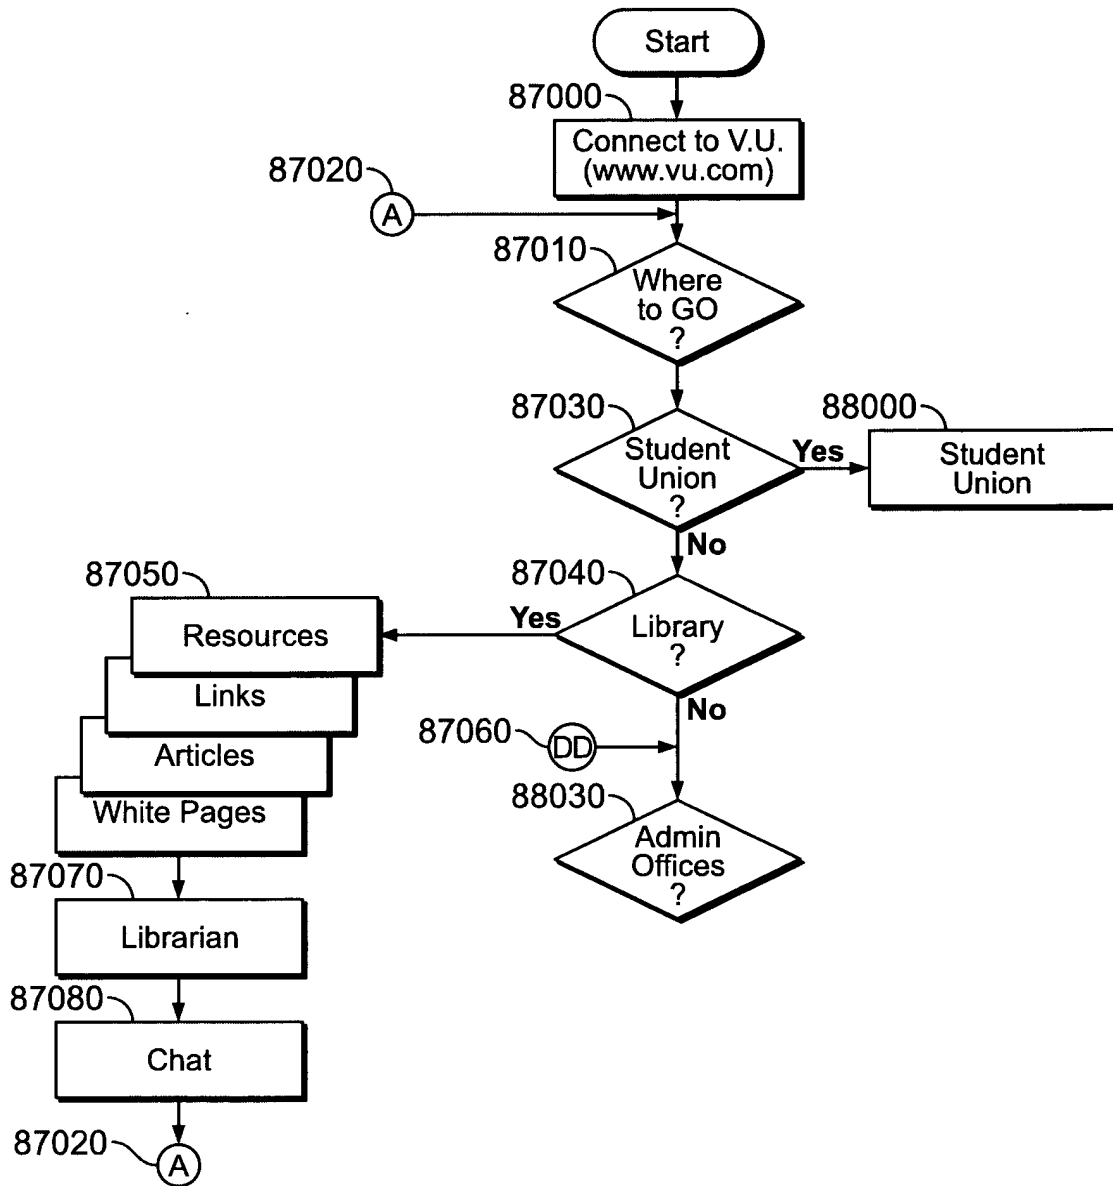 Start
87000
Connect to V.U.
(www.vu.com)
87020
A
87010
Where
to GO
?
87030
Student
Union
?
Yes
88000
Student
Union
No
87040
Library
?
Yes
87050
Resources
Links
Articles
White Pages
No
87060
DD
88030
Admin
Offices
?
87070
Librarian
87080
Chat
87020
A